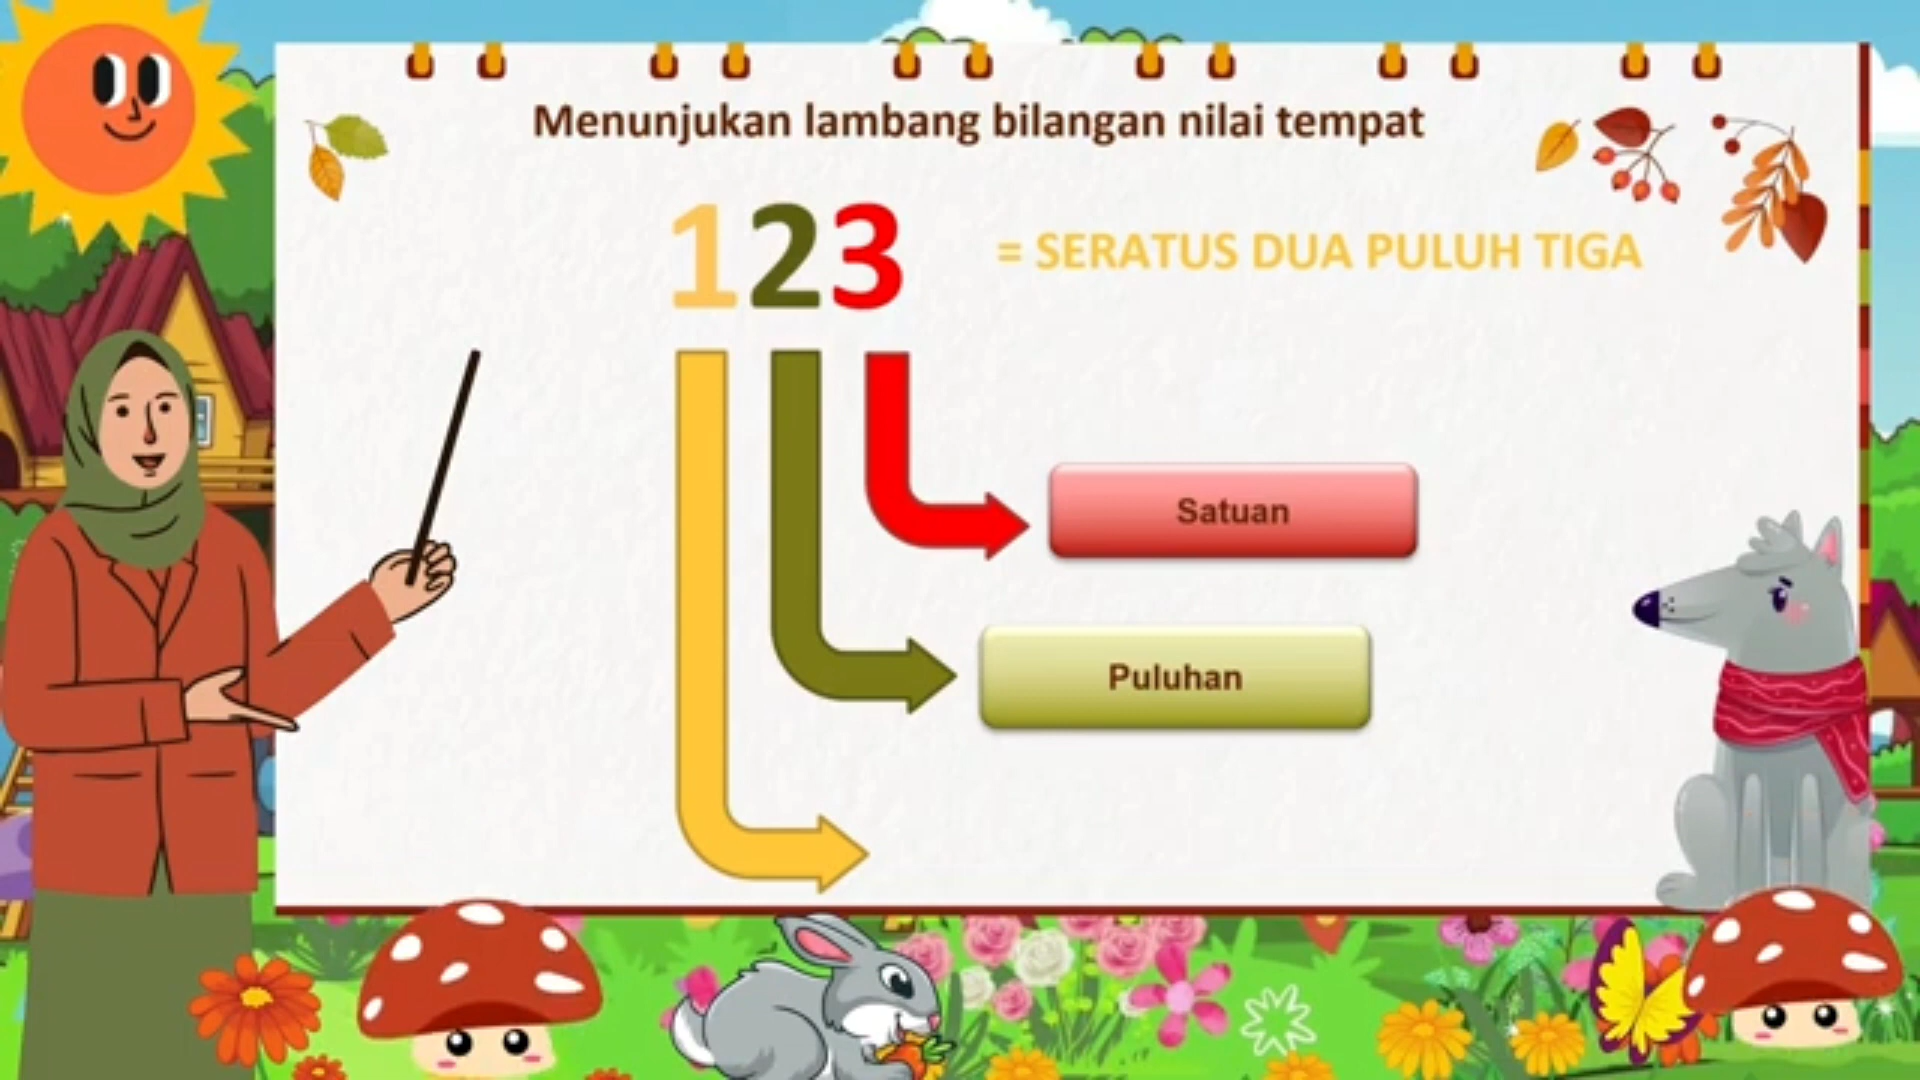 Menunjukan lambang bilangan nilai tempat
123 = SERATUS DUA PULUH TIGA
Satuan
Puluhan